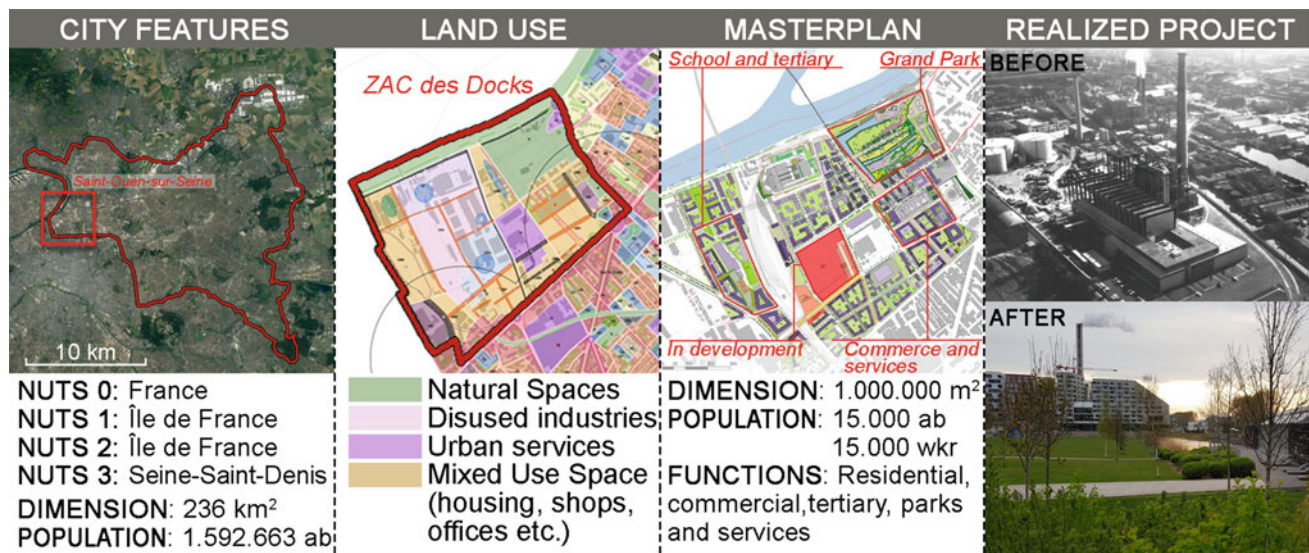 CITY FEATURES
LAND USE
MASTERPLAN
REALIZED PROJECT
Saint-Ouen-sur-Seine
10 km
NUTS 0: France
NUTS 1: Île de France
NUTS 2: Île de France
NUTS 3: Seine-Saint-Denis
DIMENSION: 236 km²
POPULATION: 1.592.663 ab
ZAC des Docks
Natural Spaces
Disused industries
Urban services
Mixed Use Space
(housing, shops,
offices etc.)
School and tertiary
Grand Park
In development
Commerce and
services
DIMENSION: 1.000.000 m²
POPULATION: 15.000 ab
15.000 wkr
FUNCTIONS: Residential,
commercial,tertiary, parks
and services
BEFORE
AFTER